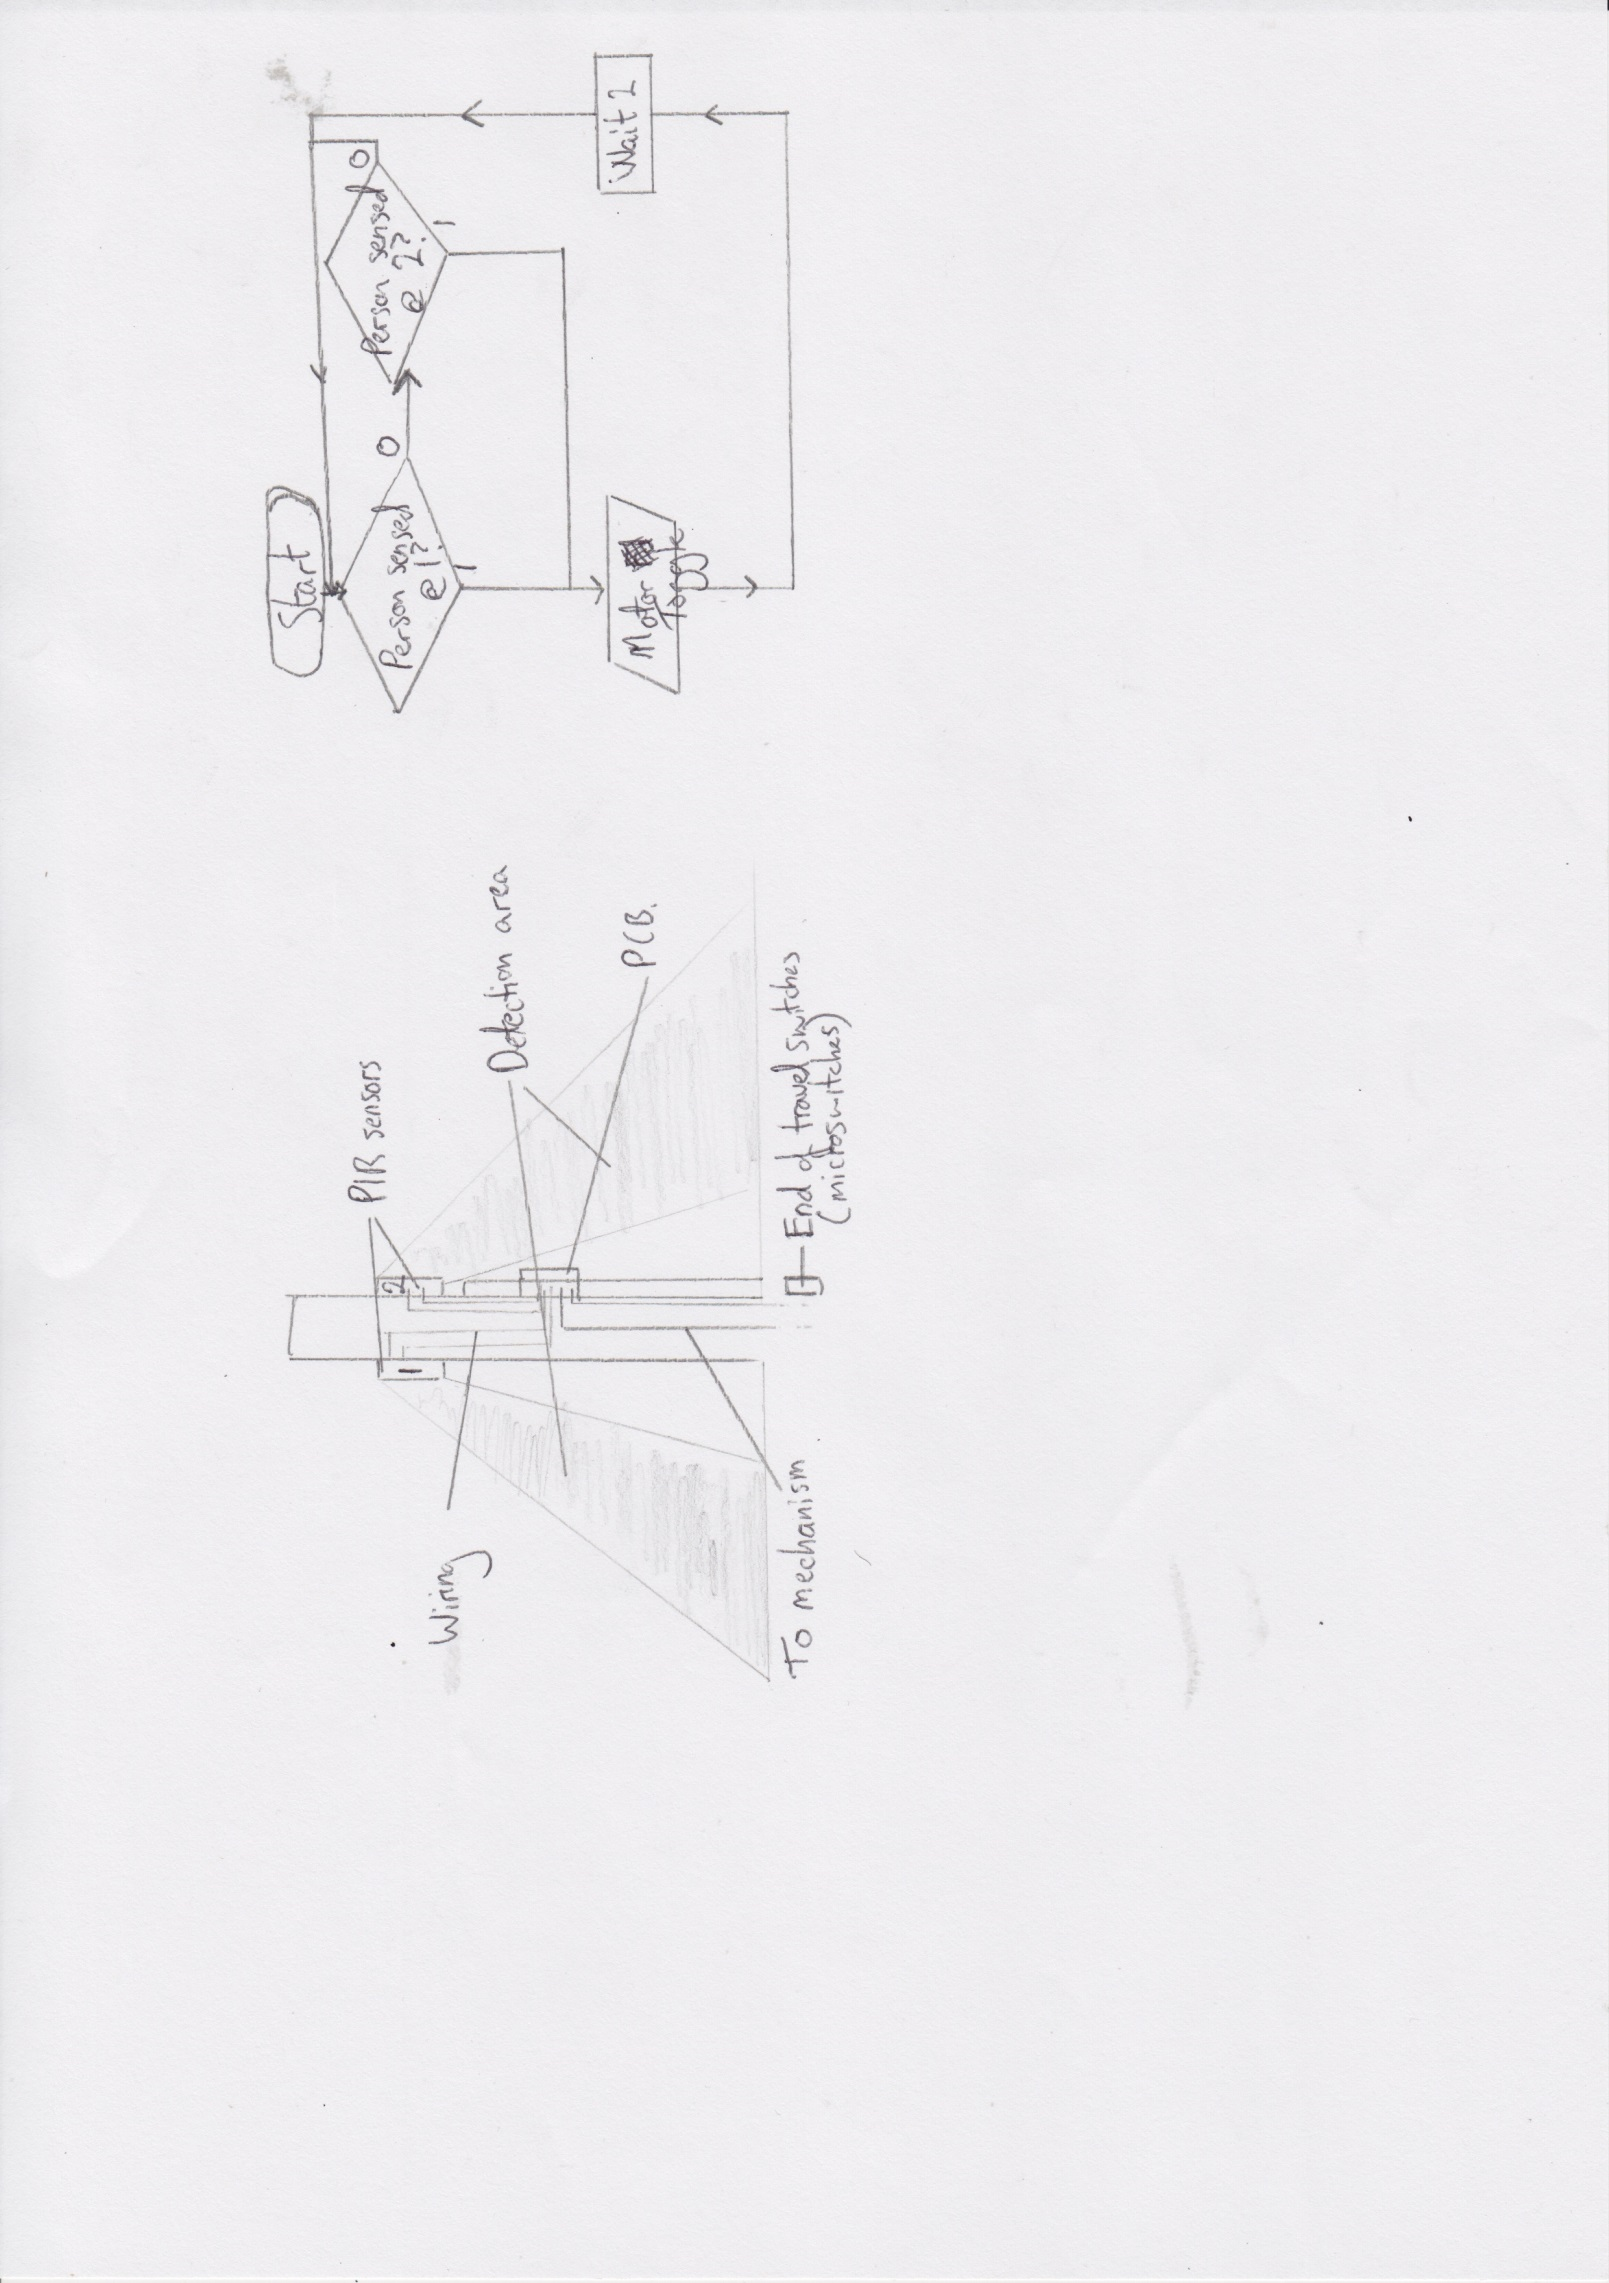 PIR sensors
Wiring
2
1
Detection area
PCB.
To mechanism
End of travel switches
(microswitches)
Start
Person sensed
@ 1?
0
1
Person sensed
@ 2?
0
1
Motor
Toggle
Wait 2